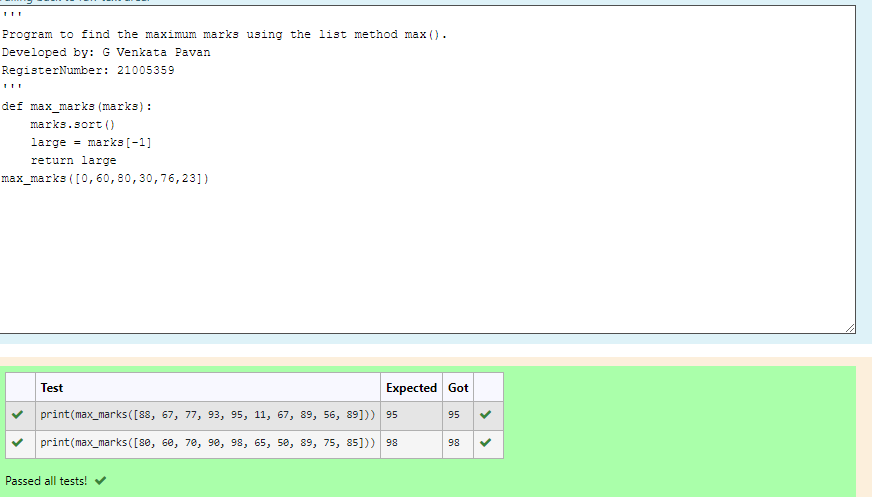 '''
Program to find the maximum marks using the list method max().
Developed by: G Venkata Pavan
RegisterNumber: 21005359
'''
def max_marks(marks):
    marks.sort()
    large = marks[-1]
    return large
max_marks([0,60,80,30,76,23])
Test Expected Got
print(max_marks([88, 67, 77, 93, 95, 11, 67, 89, 56, 89])) 95 95
print(max_marks([80, 60, 70, 90, 98, 65, 50, 89, 75, 85])) 98 98
Passed all tests!